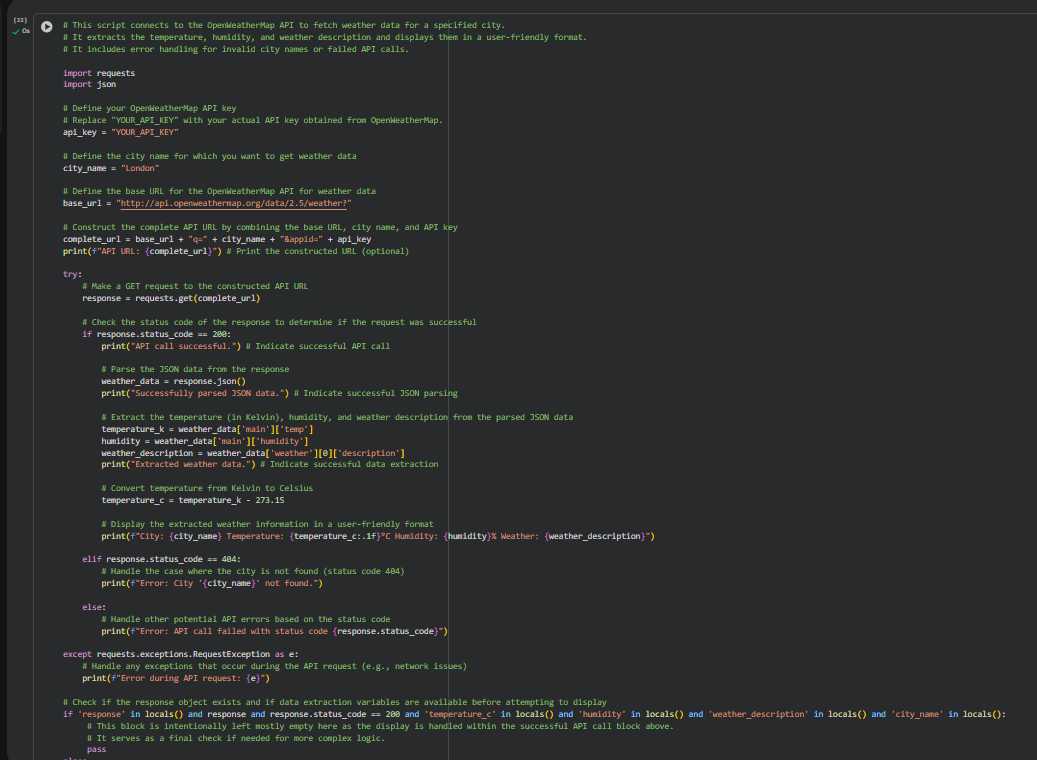 [22]
0s
# This script connects to the OpenWeatherMap API to fetch weather data for a specified city.
# It extracts the temperature, humidity, and weather description and displays them in a user-friendly format.
# It includes error handling for invalid city names or failed API calls.
import requests
import json
# Define your OpenWeatherMap API key
# Replace "YOUR_API_KEY" with your actual API key obtained from OpenWeatherMap.
api_key = "YOUR_API_KEY"
# Define the city name for which you want to get weather data
city_name = "London"
# Define the base URL for the OpenWeatherMap API for weather data
base_url = "http://api.openweathermap.org/data/2.5/weather?"
# Construct the complete API URL by combining the base URL, city name, and API key
complete_url = base_url + "q=" + city_name + "&appid=" + api_key
print(f"API URL: {complete_url}") # Print the constructed URL (optional)
try:
    # Make a GET request to the constructed API URL
    response = requests.get(complete_url)
    # Check the status code of the response to determine if the request was successful
    if response.status_code == 200:
        print("API call successful.") # Indicate successful API call
        # Parse the JSON data from the response
        weather_data = response.json()
        print("Successfully parsed JSON data.") # Indicate successful JSON parsing
        # Extract the temperature (in Kelvin), humidity, and weather description from the parsed JSON data
        temperature_k = weather_data['main']['temp']
        humidity = weather_data['main']['humidity']
        weather_description = weather_data['weather'][0]['description']
        print("Extracted weather data.") # Indicate successful data extraction
        # Convert temperature from Kelvin to Celsius
        temperature_c = temperature_k - 273.15
        # Display the extracted weather information in a user-friendly format
        print(f"City: {city_name} Temperature: {temperature_c:.1f}°C Humidity: {humidity}% Weather: {weather_description}")
    elif response.status_code == 404:
        # Handle the case where the city is not found (status code 404)
        print(f"Error: City '{city_name}' not found.")
    else:
        # Handle other potential API errors based on the status code
        print(f"Error: API call failed with status code {response.status_code}")
except requests.exceptions.RequestException as e:
    # Handle any exceptions that occur during the API request (e.g., network issues)
    print(f"Error during API request: {e}")
# Check if the response object exists and if data extraction variables are available before attempting to display
if 'response' in locals() and response and response.status_code == 200 and 'temperature_c' in locals() and 'humidity' in locals() and 'weather_description' in locals() and 'city_name' in locals():
     # This block is intentionally left mostly empty here as the display is handled within the successful API call block above.
     # It serves as a final check if needed for more complex logic.
     pass